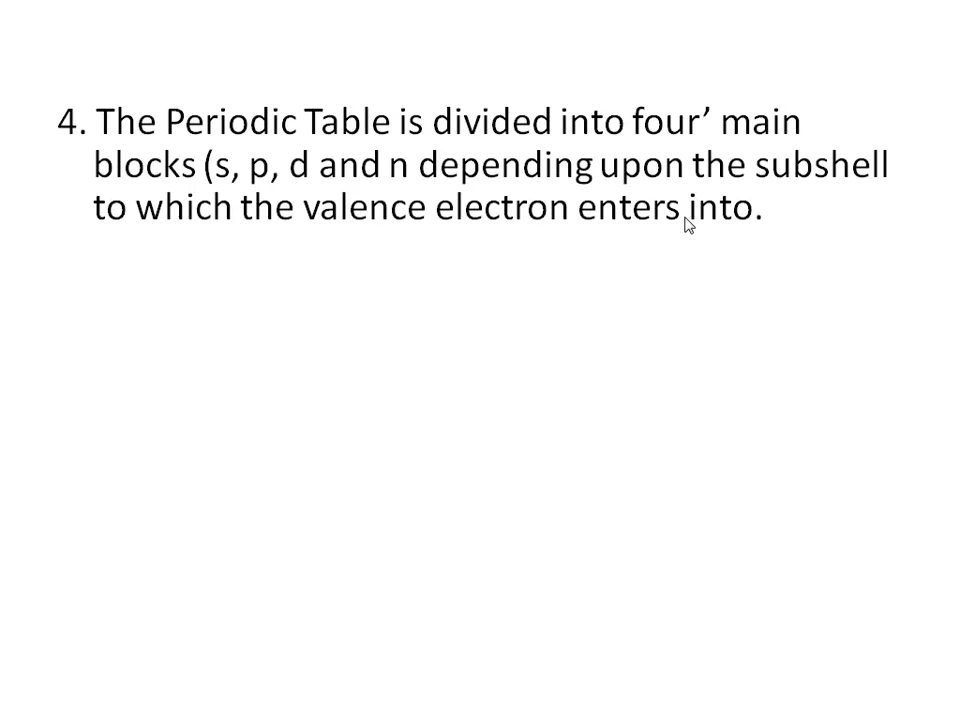 4. The Periodic Table is divided into four’ main
blocks (s, p, d and n depending upon the subshell
to which the valence electron enters into.